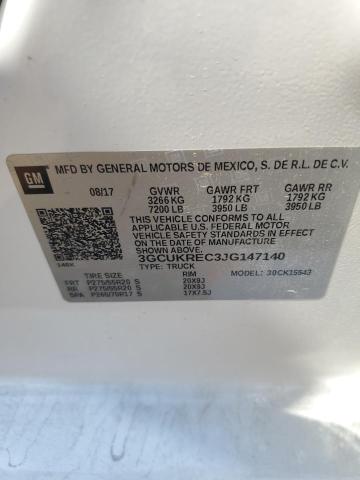 GM
MFD BY GENERAL MOTORS DE MEXICO, S. DE R.L. DE C.V.
08/17 GVWR GAWR FRT GAWR RR
3266 KG 1792 KG 1792 KG
7200 LB 3950 LB 3950 LB
THIS VEHICLE CONFORMS TO ALL
APPLICABLE U.S. FEDERAL MOTOR
VEHICLE SAFETY STANDARDS IN
EFFECT ON THE DATE OF MANUFACTURE
SHOWN ABOVE.
3GCUKREC3JG147140
TYPE: TRUCK
TIRE SIZE RIM MODEL: CK15543
FRT P275/55R20 S 20X9J
RR P275/55R20 S 20X9J
SPA P265/70R17 S 17X7.5J